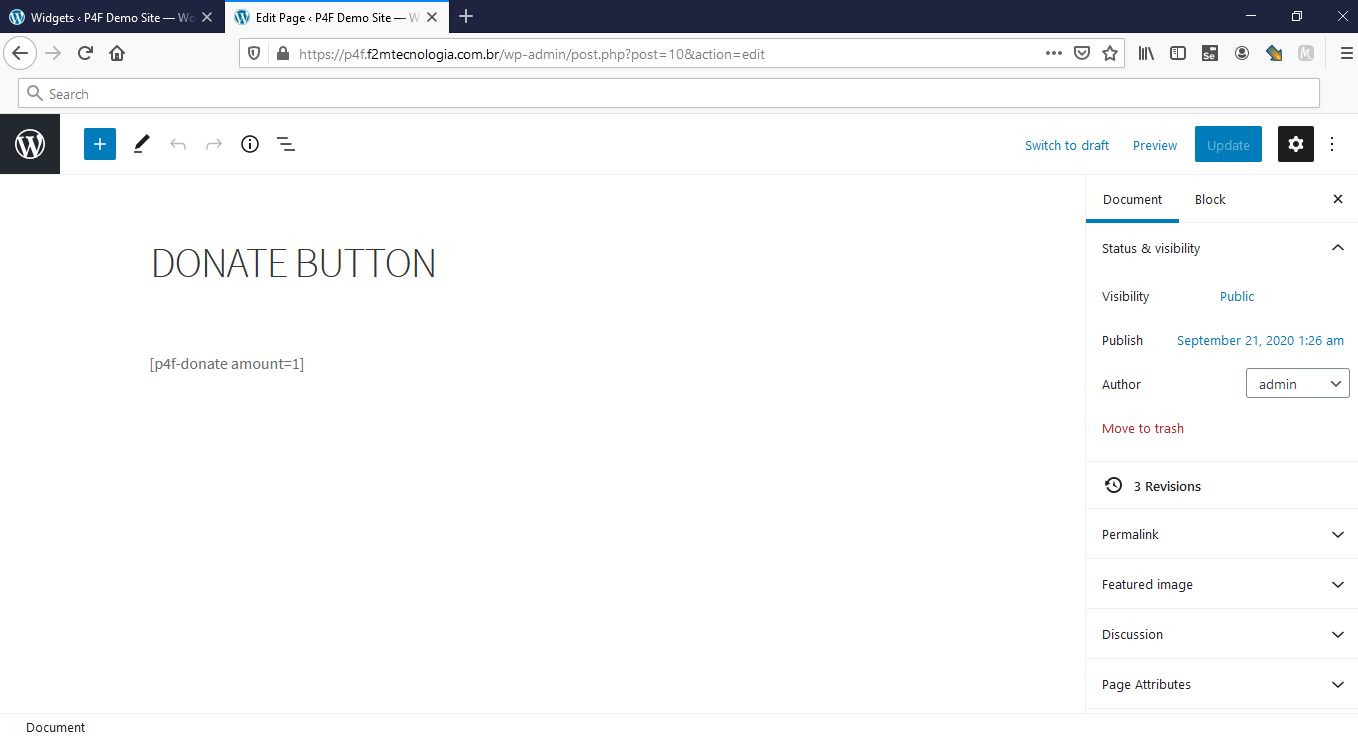 Widgets ‹ P4F Demo Site — Wo
Edit Page ‹ P4F Demo Site — W
https://p4f.f2mtecnologia.com.br/wp-admin/post.php?post=10&action=edit
Search
Switch to draft
Preview
Update
Document
Block
Status & visibility
DONATE BUTTON
Visibility
Public
Publish
September 21, 2020 1:26 am
[p4f-donate amount=1]
Author
admin
Move to trash
3 Revisions
Permalink
Featured image
Discussion
Page Attributes
Document